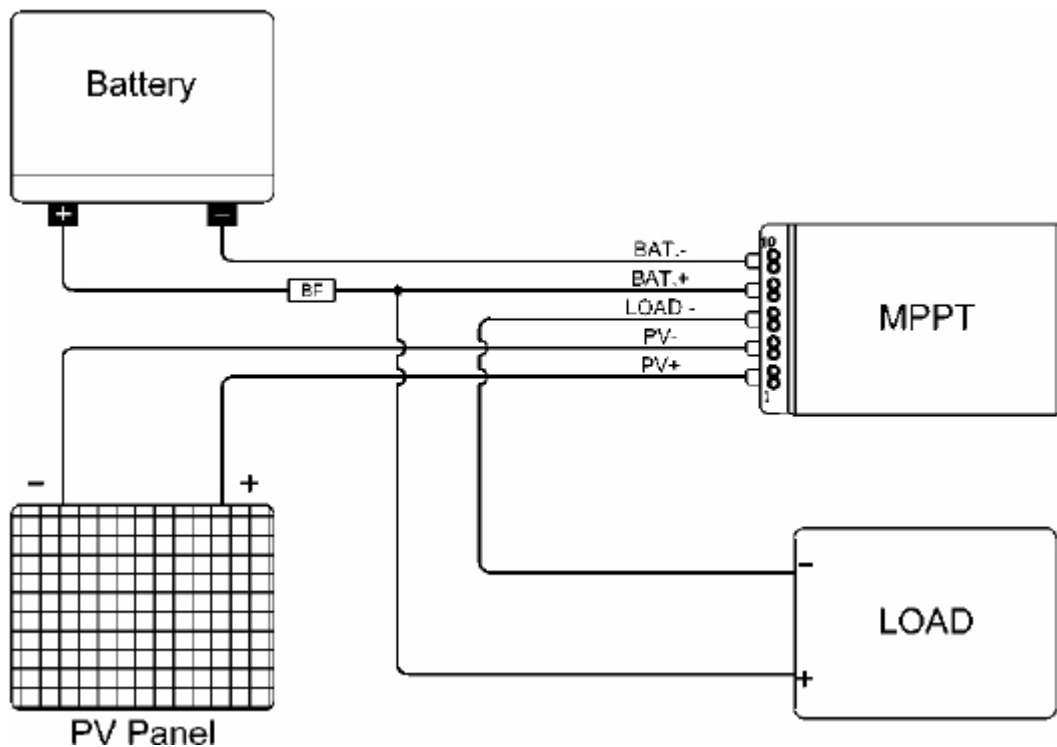 Battery
+
−
BAT.-
10
BAT.+
BF
LOAD -
MPPT
PV-
PV+
1
−
+
−
LOAD
+
PV Panel